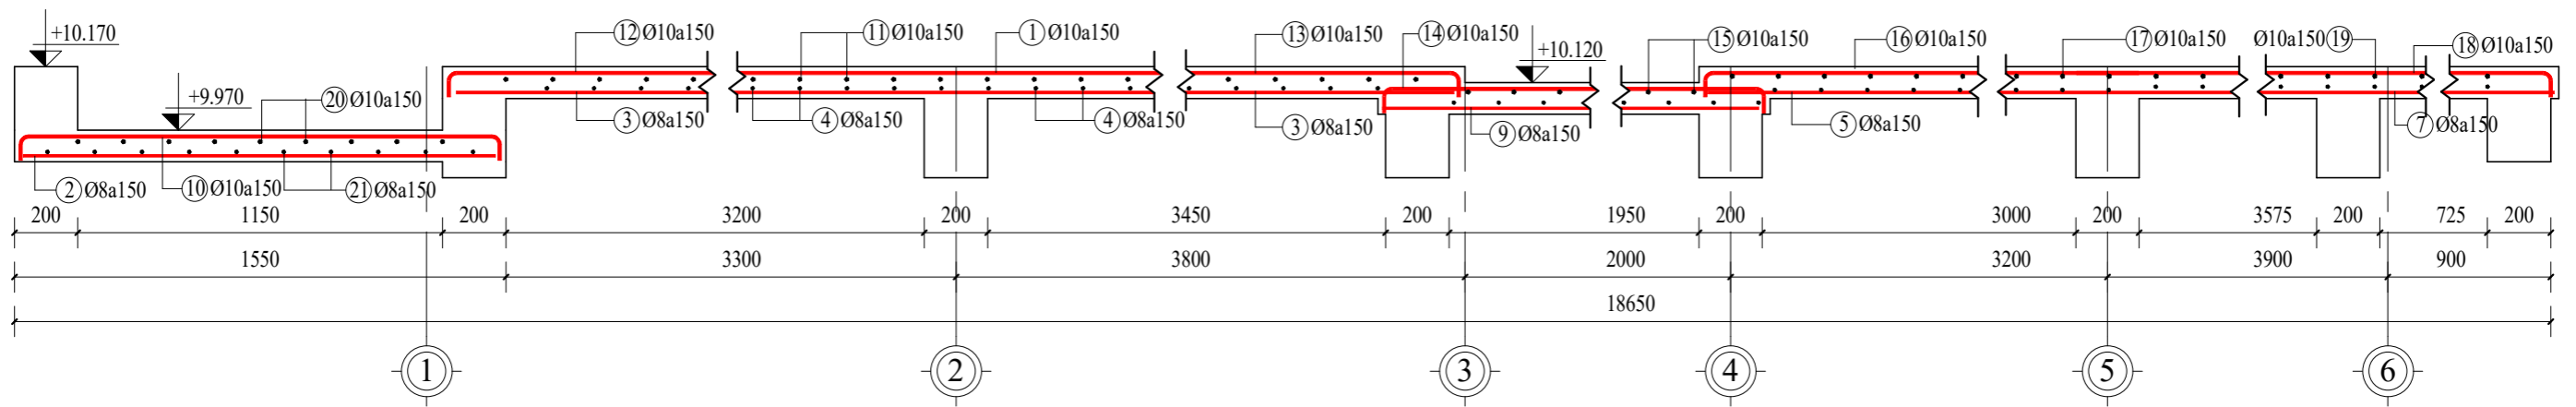 +10.170
12 Ø10a150
11 Ø10a150
1 Ø10a150
13 Ø10a150
14 Ø10a150
+10.120
15 Ø10a150
16 Ø10a150
17 Ø10a150
Ø10a150 19
18 Ø10a150
+9.970
20 Ø10a150
3 Ø8a150
4 Ø8a150
4 Ø8a150
3 Ø8a150
9 Ø8a150
5 Ø8a150
7 Ø8a150
2 Ø8a150
10 Ø10a150
21 Ø8a150
200 1150 200 3200 200 3450 200 1950 200 3000 200 3575 200 725 200
1550 3300 3800 2000 3200 3900 900
18650
1 2 3 4 5 6